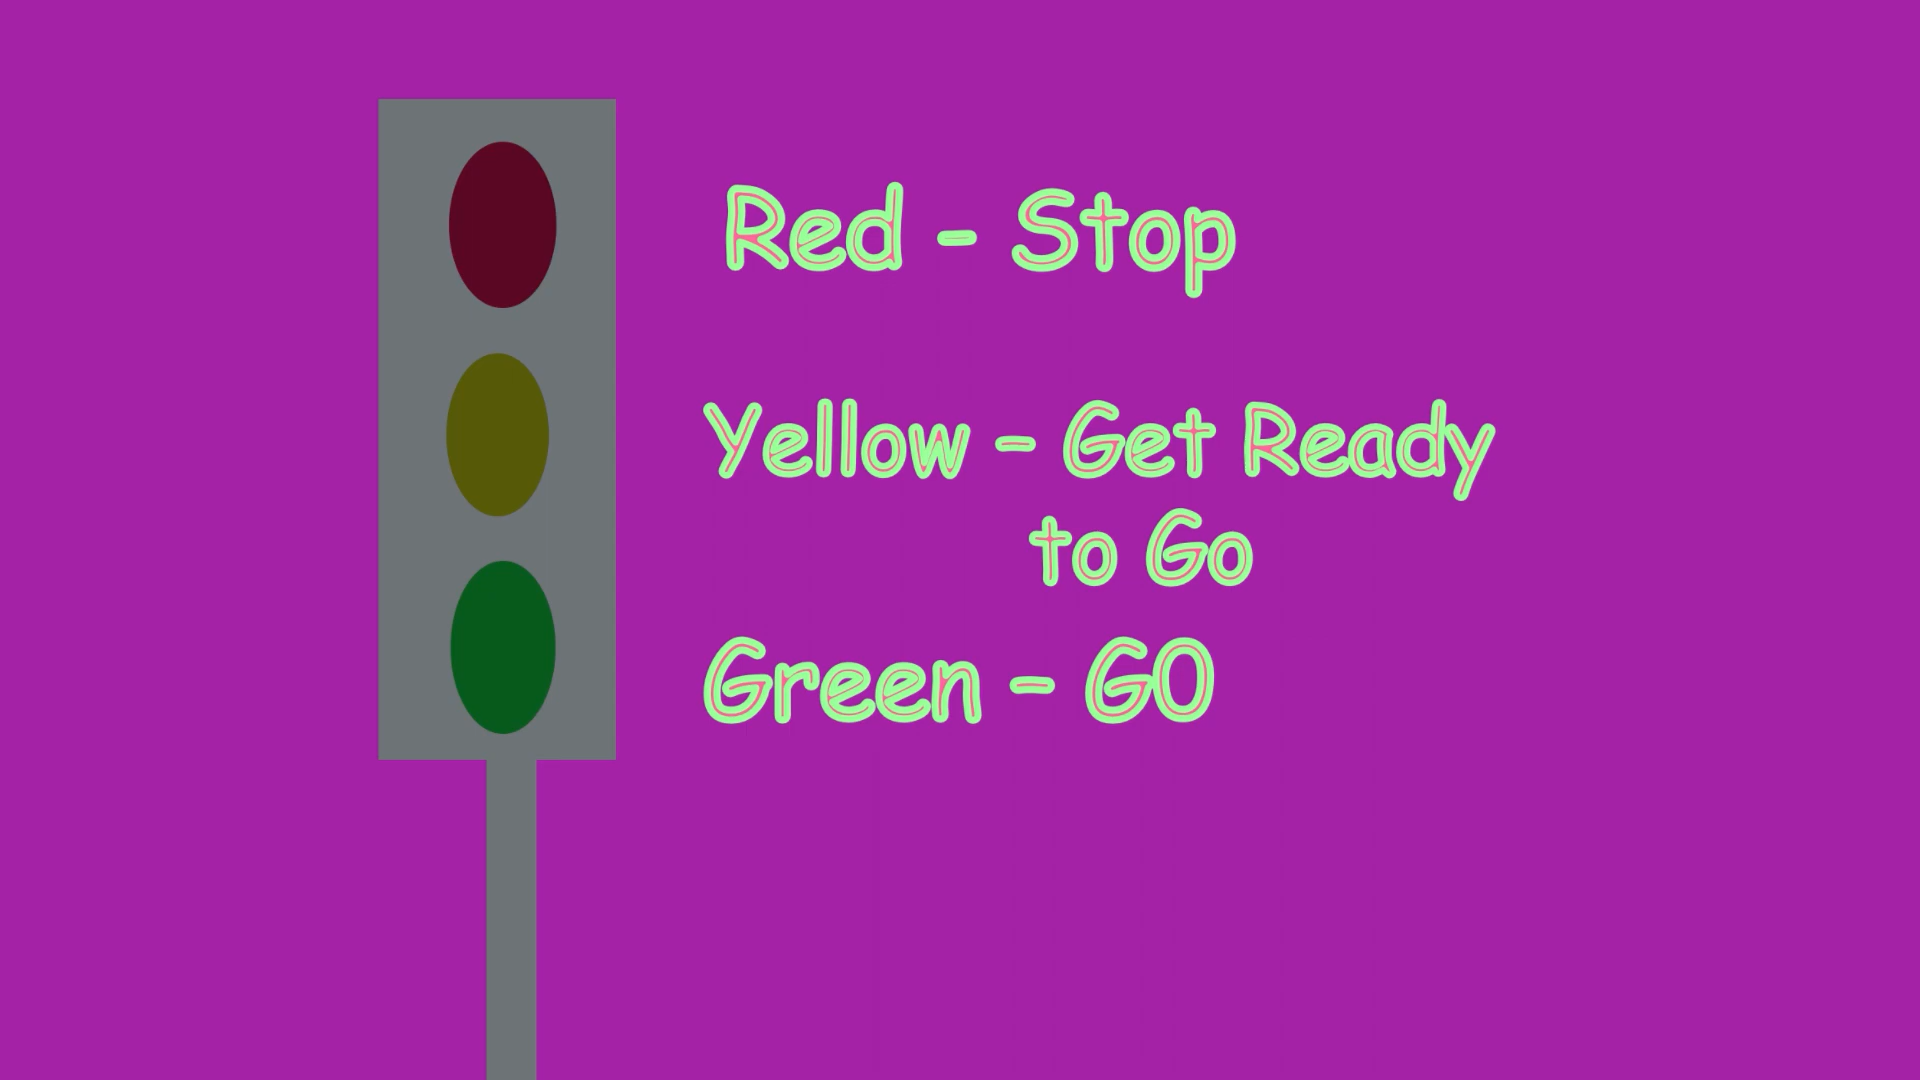 Red - Stop
Yellow - Get Ready
to Go
Green - GO